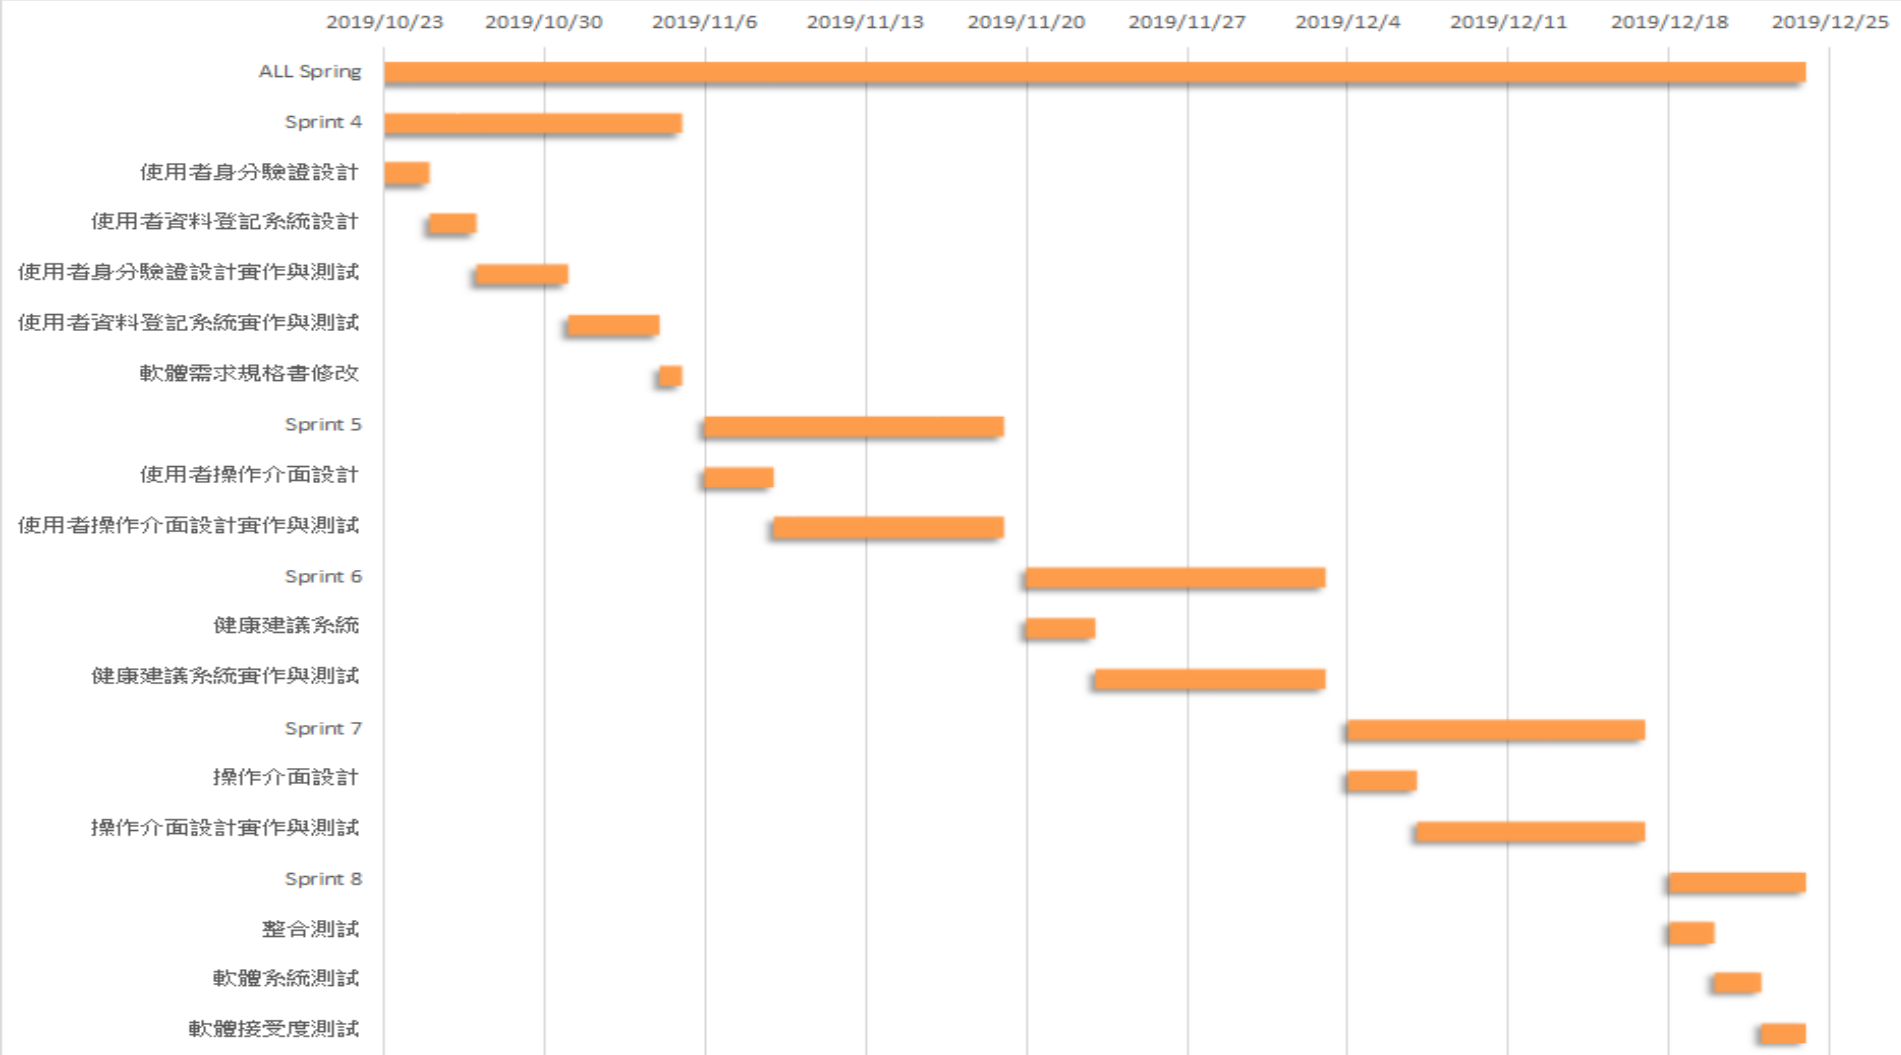 2019/10/23 2019/10/30 2019/11/6 2019/11/13 2019/11/20 2019/11/27 2019/12/4 2019/12/11 2019/12/18 2019/12/25
ALL Spring
Sprint 4
使用者身分驗證設計
使用者資料登記系統設計
使用者身分驗證設計實作與測試
使用者資料登記系統實作與測試
軟體需求規格書修改
Sprint 5
使用者操作介面設計
使用者操作介面設計實作與測試
Sprint 6
健康建議系統
健康建議系統實作與測試
Sprint 7
操作介面設計
操作介面設計實作與測試
Sprint 8
整合測試
軟體系統測試
軟體接受度測試